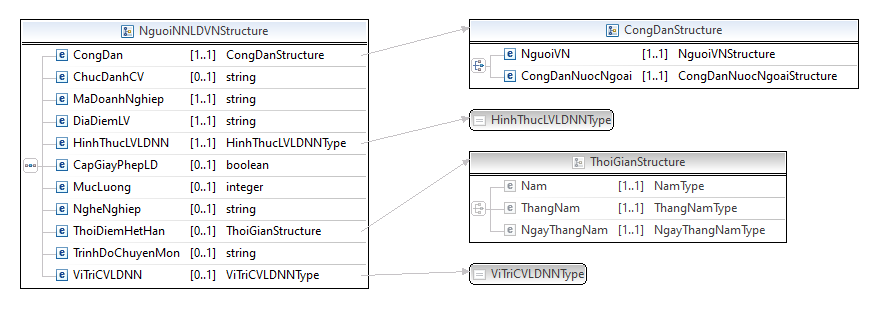 NguoiNNLDVNStructure
CongDan [1..1] CongDanStructure
ChucDanhCV [0..1] string
MaDoanhNghiep [1..1] string
DiaDiemLV [0..1] string
HinhThucLVLDNN [1..1] HinhThucLVLDNNType
CapGiayPhepLD [0..1] boolean
MucLuong [0..1] integer
NgheNghiep [0..1] string
ThoiDiemHetHan [0..1] ThoiGianStructure
TrinhDoChuyenMon [0..1] string
ViTriCVLDNN [0..1] ViTriCVLDNNType
CongDanStructure
NguoiVN [1..1] NguoiVNStructure
CongDanNuocNgoai [1..1] CongDanNuocNgoaiStructure
HinhThucLVLDNNType
ThoiGianStructure
Nam [1..1] NamType
ThangNam [1..1] ThangNamType
NgayThangNam [1..1] NgayThangNamType
ViTriCVLDNNType